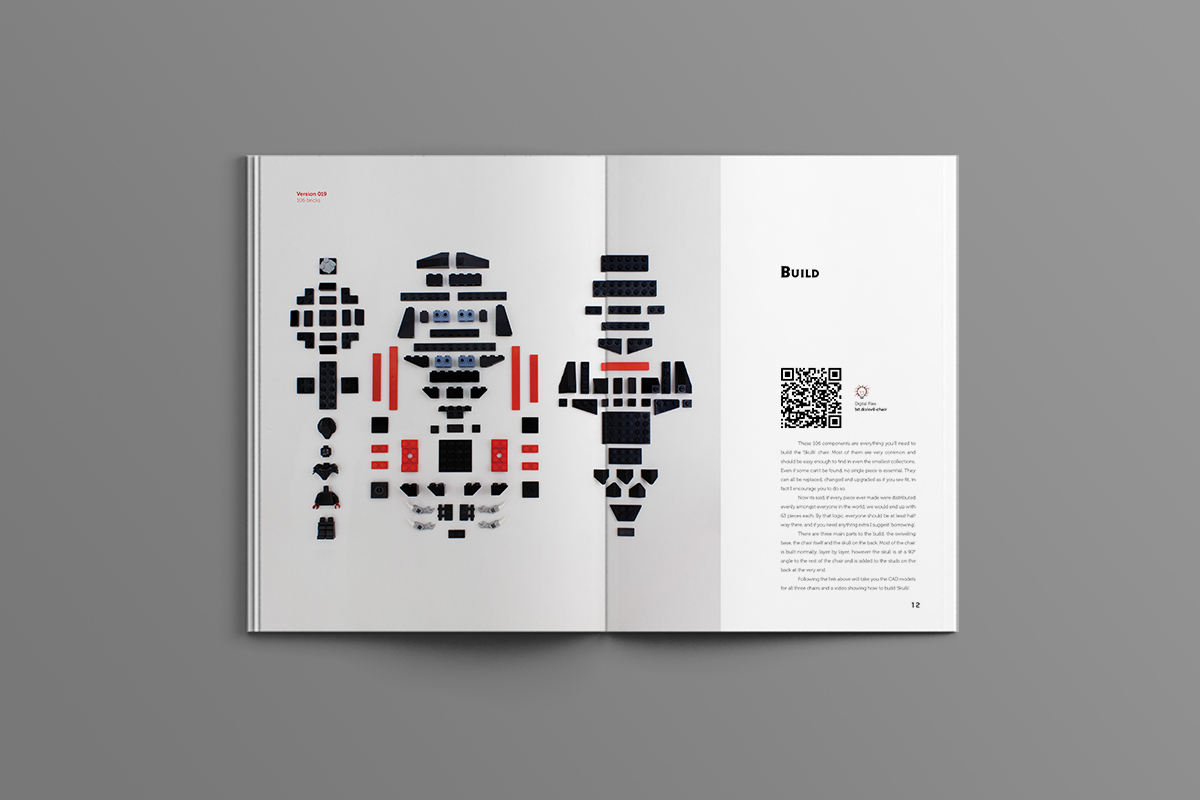 Version 019
106 bricks
BUILD
Digital Files
bit.do/evil-chair
These 106 components are everything you'll need to
build the 'Skulli' chair. Most of them are very common and
should be easy enough to find in even the smallest collections.
Even if some can't be found, no single piece is essential. They
can all be replaced, changed and upgraded as if you see fit, in
fact I encourage you to do so.
Now its said, if every piece ever made were distributed
evenly amongst everyone in the world, we would end up with
63 pieces each. By that logic, everyone should be at least half
way there, and if you need anything extra I suggest 'borrowing'.
There are three main parts to the build, the swiveling
base, the chair itself and the skull on the back. Most of the chair
is built normally, layer by layer, however the skull is at a 90°
angle to the rest of the chair and is added to the studs on the
back at the very end.
Following the link above will take you the CAD models
for all three chairs and a video showing how to build 'Skulli'.
12